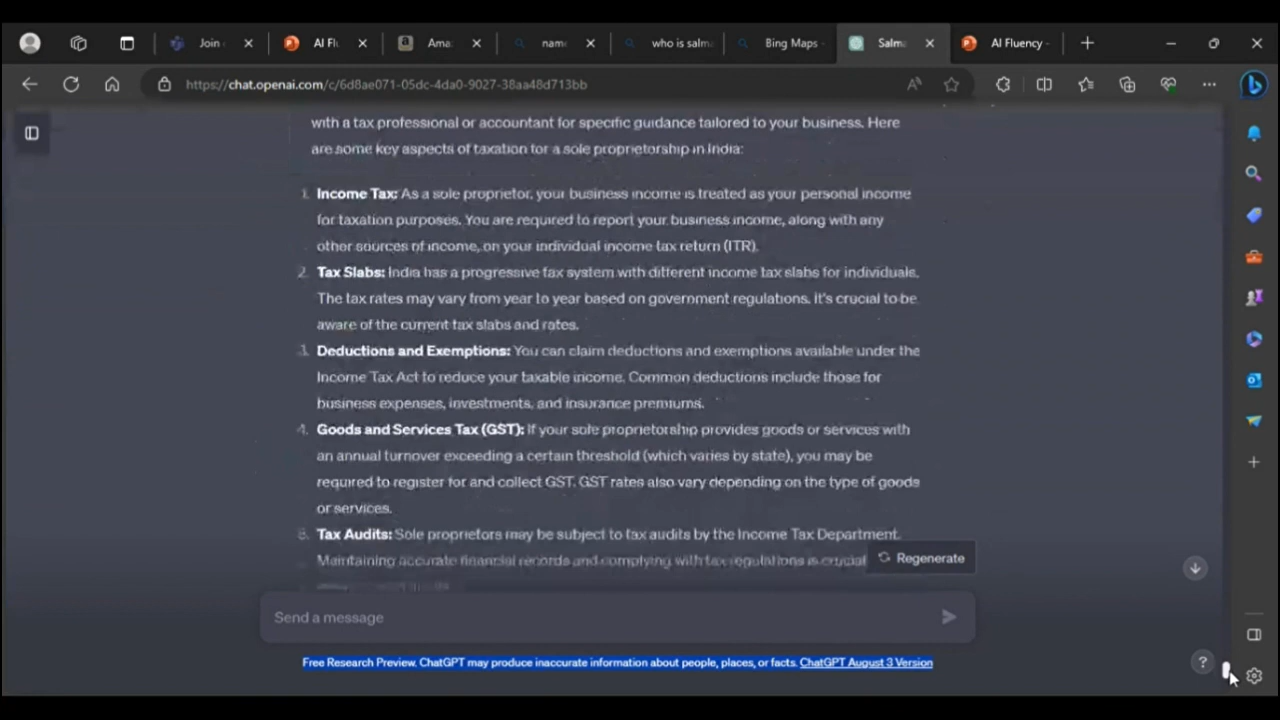 Join
AI Fl
Ama
name
who is salm
Bing Maps
Salm
AI Fluency
https://chat.openai.com/c/6d8ae071-05dc-4da0-9027-38aa48d713bb
with a tax professional or accountant for specific guidance tailored to your business. Here
are some key aspects of taxation for a sole proprietorship in India:
1. Income Tax: As a sole proprietor, your business income is treated as your personal income
for taxation purposes. You are required to report your business income, along with any
other sources of income, on your individual income tax return (ITR).
2. Tax Slabs: India has a progressive tax system with different income tax slabs for individuals.
The tax rates may vary from year to year based on government regulations. It's crucial to be
aware of the current tax slabs and rates.
3. Deductions and Exemptions: You can claim deductions and exemptions available under the
Income Tax Act to reduce your taxable income. Common deductions include those for
business expenses, investments, and insurance premiums.
4. Goods and Services Tax (GST): If your sole proprietorship provides goods or services with
an annual turnover exceeding a certain threshold (which varies by state), you may be
required to register for and collect GST. GST rates also vary depending on the type of goods
or services.
5. Tax Audits: Sole proprietors may be subject to tax audits by the Income Tax Department.
Maintaining accurate financial records and complying with tax regulations is crucial
Regenerate
Send a message
Free Research Preview. ChatGPT may produce inaccurate information about people, places, or facts. ChatGPT August 3 Version
?